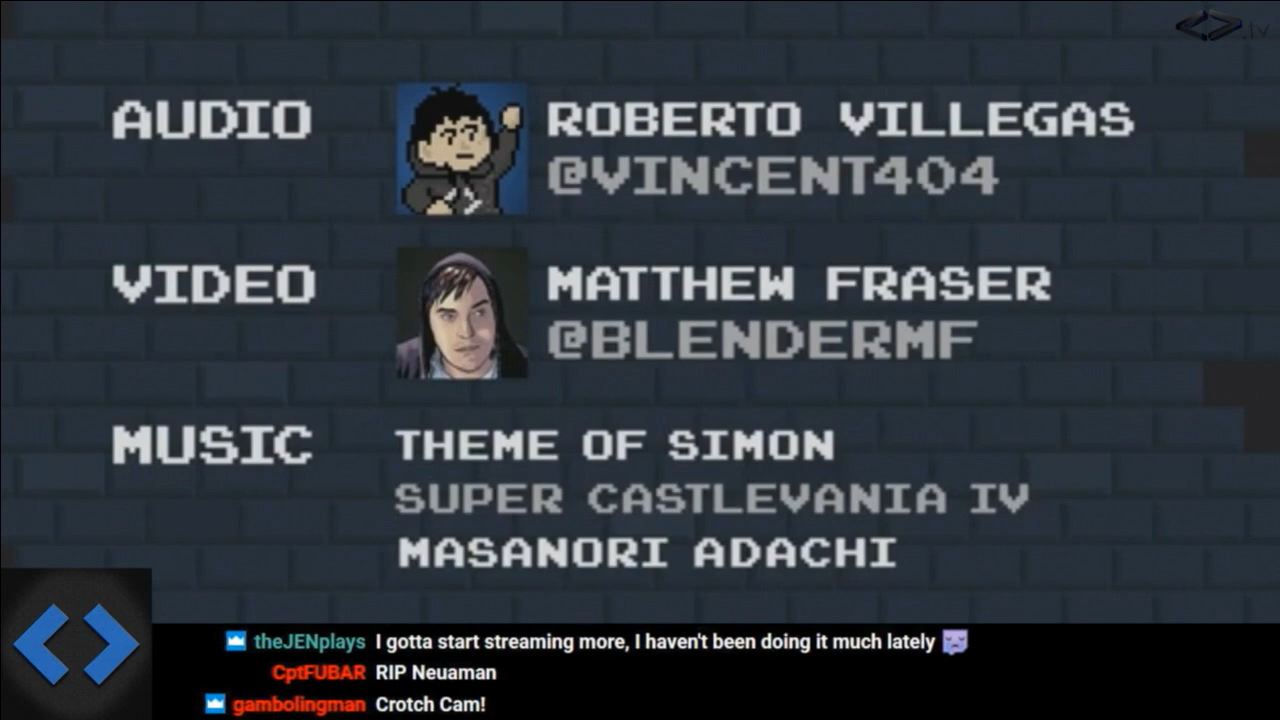 .tv
AUDIO
ROBERTO VILLEGAS
@VINCENT404
VIDEO
MATTHEW FRASER
@BLENDERMF
MUSIC
THEME OF SIMON
SUPER CASTLEVANIA IV
MASANORI ADACHI
theJENplays I gotta start streaming more, I haven't been doing it much lately
CptFUBAR RIP Neuaman
gambolingman Crotch Cam!